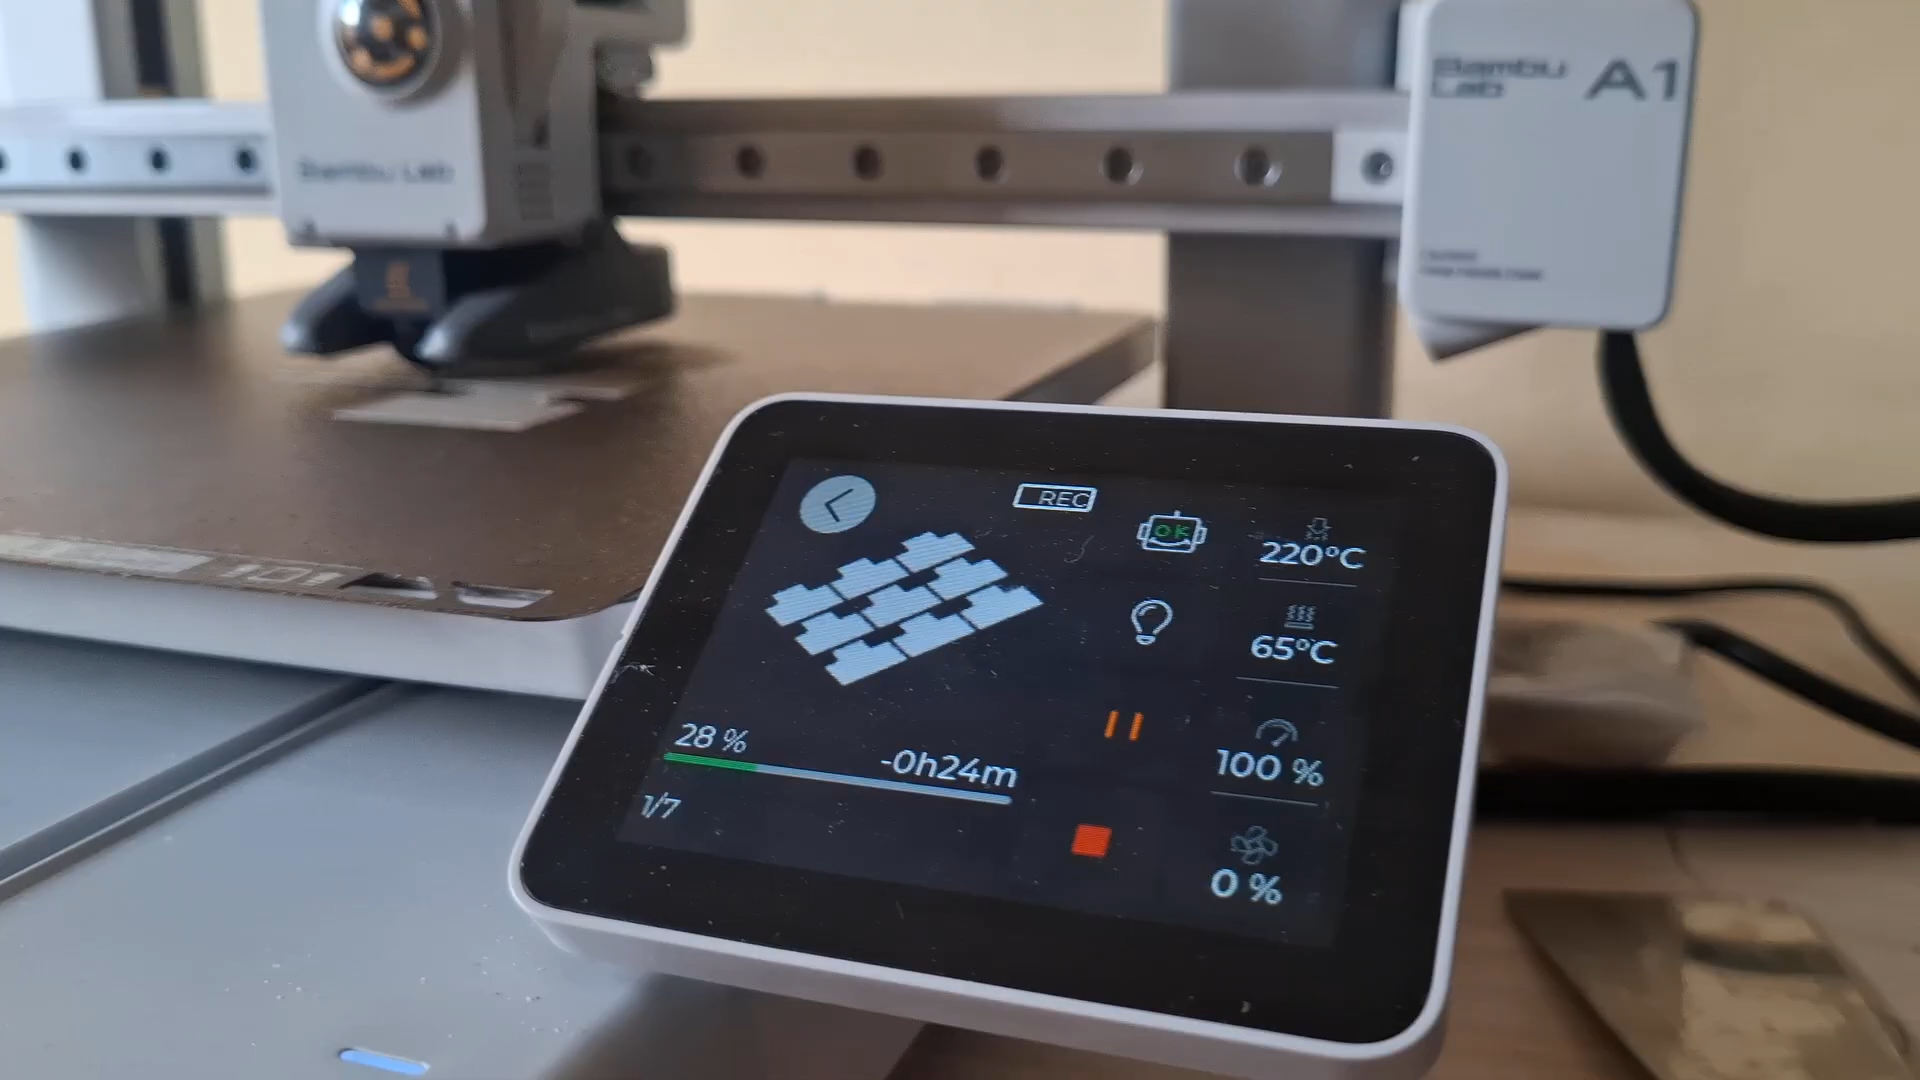 Bambu
Lab
A1
Bambu Lab
REC
OK
220°C
65°C
28 %
-0h24m
100 %
1/7
0 %